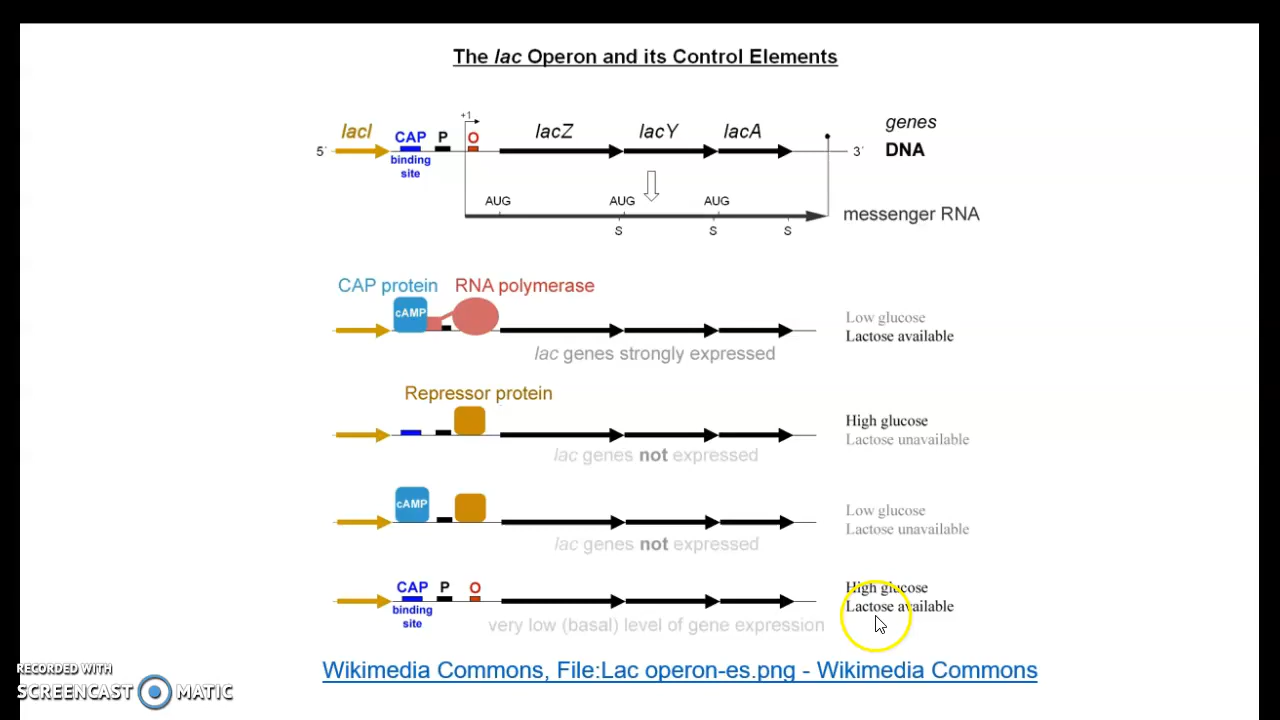 The lac Operon and its Control Elements
+1
lacI CAP P O lacZ lacY lacA genes
5´ 3´ DNA
binding
site
AUG AUG AUG
messenger RNA
S S S
CAP protein RNA polymerase
cAMP
Low glucose
Lactose available
lac genes strongly expressed
Repressor protein
High glucose
Lactose unavailable
lac genes not expressed
cAMP
Low glucose
Lactose unavailable
lac genes not expressed
CAP P O
High glucose
Lactose available
binding
site
very low (basal) level of gene expression
Wikimedia Commons, File:Lac operon-es.png - Wikimedia Commons
RECORDED WITH
SCREENCAST MATIC